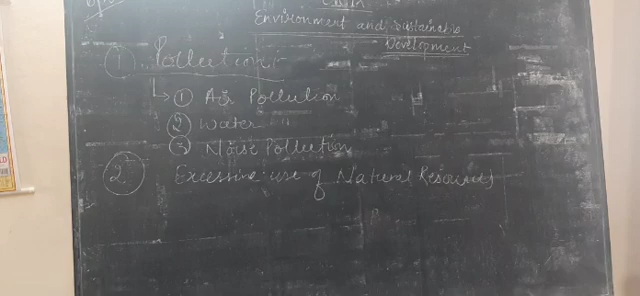 Environment and Sustainable
Development
① Pollution :-
① Air Pollution
② Water "
③ Noise Pollution
② Excessive use of Natural Resources